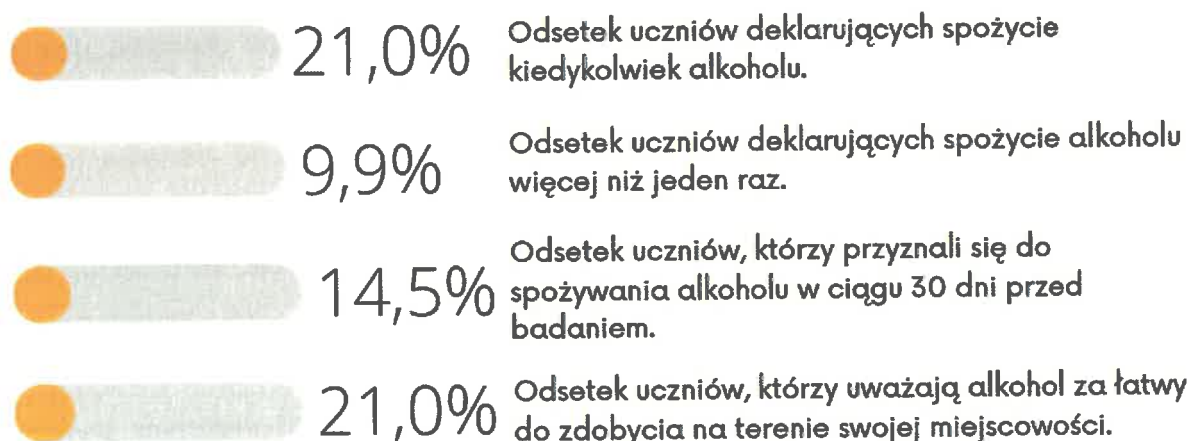 21,0% Odsetek uczniów deklarujących spożycie
kiedykolwiek alkoholu.
9,9% Odsetek uczniów deklarujących spożycie alkoholu
więcej niż jeden raz.
Odsetek uczniów, którzy przyznali się do
14,5% spożywania alkoholu w ciągu 30 dni przed
badaniem.
21,0% Odsetek uczniów, którzy uważają alkohol za łatwy
do zdobycia na terenie swojej miejscowości.